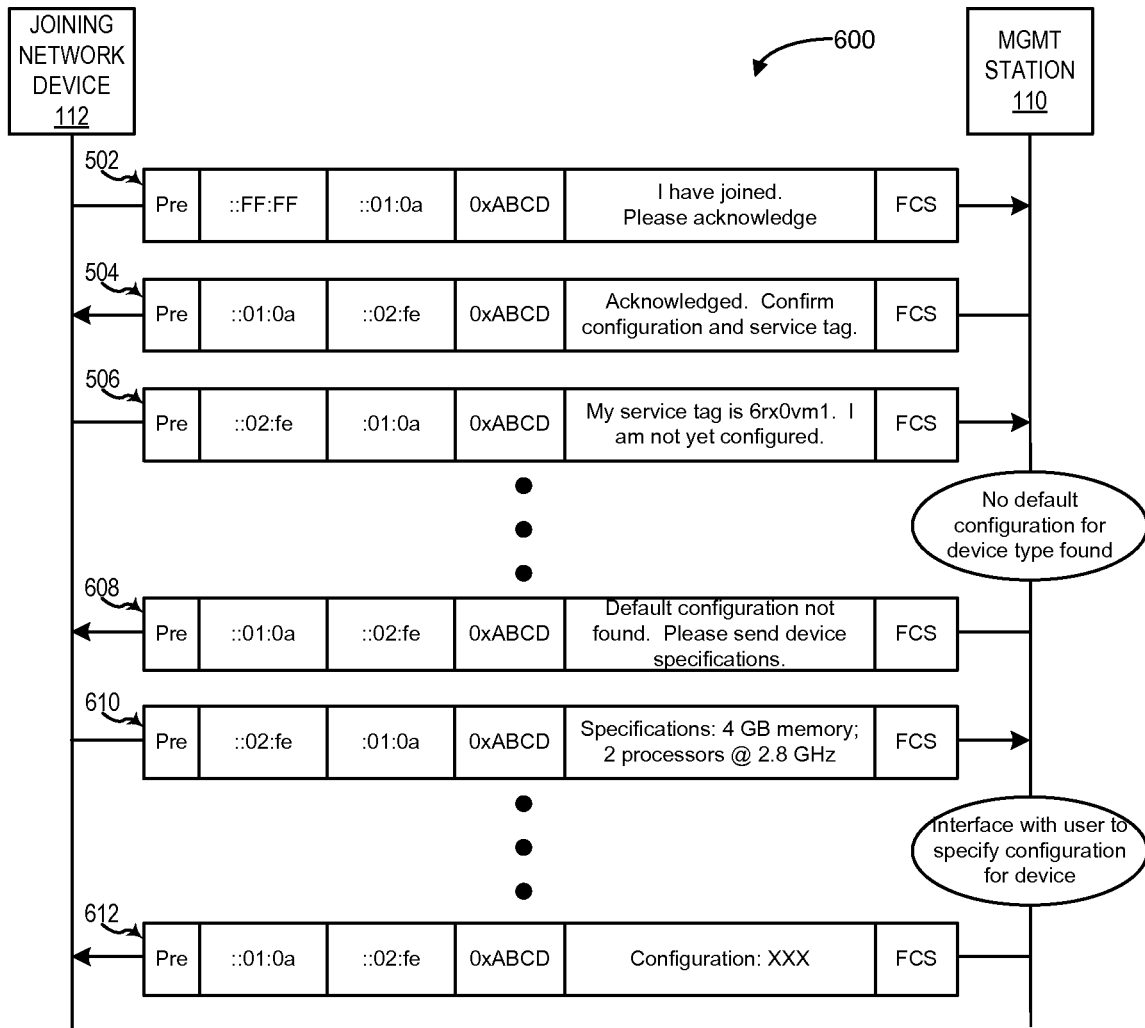 JOINING
NETWORK
DEVICE
112
600
MGMT
STATION
110
502
Pre
::FF:FF
::01:0a
0xABCD
I have joined.
Please acknowledge
FCS
504
Pre
::01:0a
::02:fe
0xABCD
Acknowledged. Confirm
configuration and service tag.
FCS
506
Pre
::02:fe
:01:0a
0xABCD
My service tag is 6rx0vm1. I
am not yet configured.
FCS
No default
configuration for
device type found
608
Pre
::01:0a
::02:fe
0xABCD
Default configuration not
found. Please send device
specifications.
FCS
610
Pre
::02:fe
:01:0a
0xABCD
Specifications: 4 GB memory;
2 processors @ 2.8 GHz
FCS
Interface with user to
specify configuration
for device
612
Pre
::01:0a
::02:fe
0xABCD
Configuration: XXX
FCS